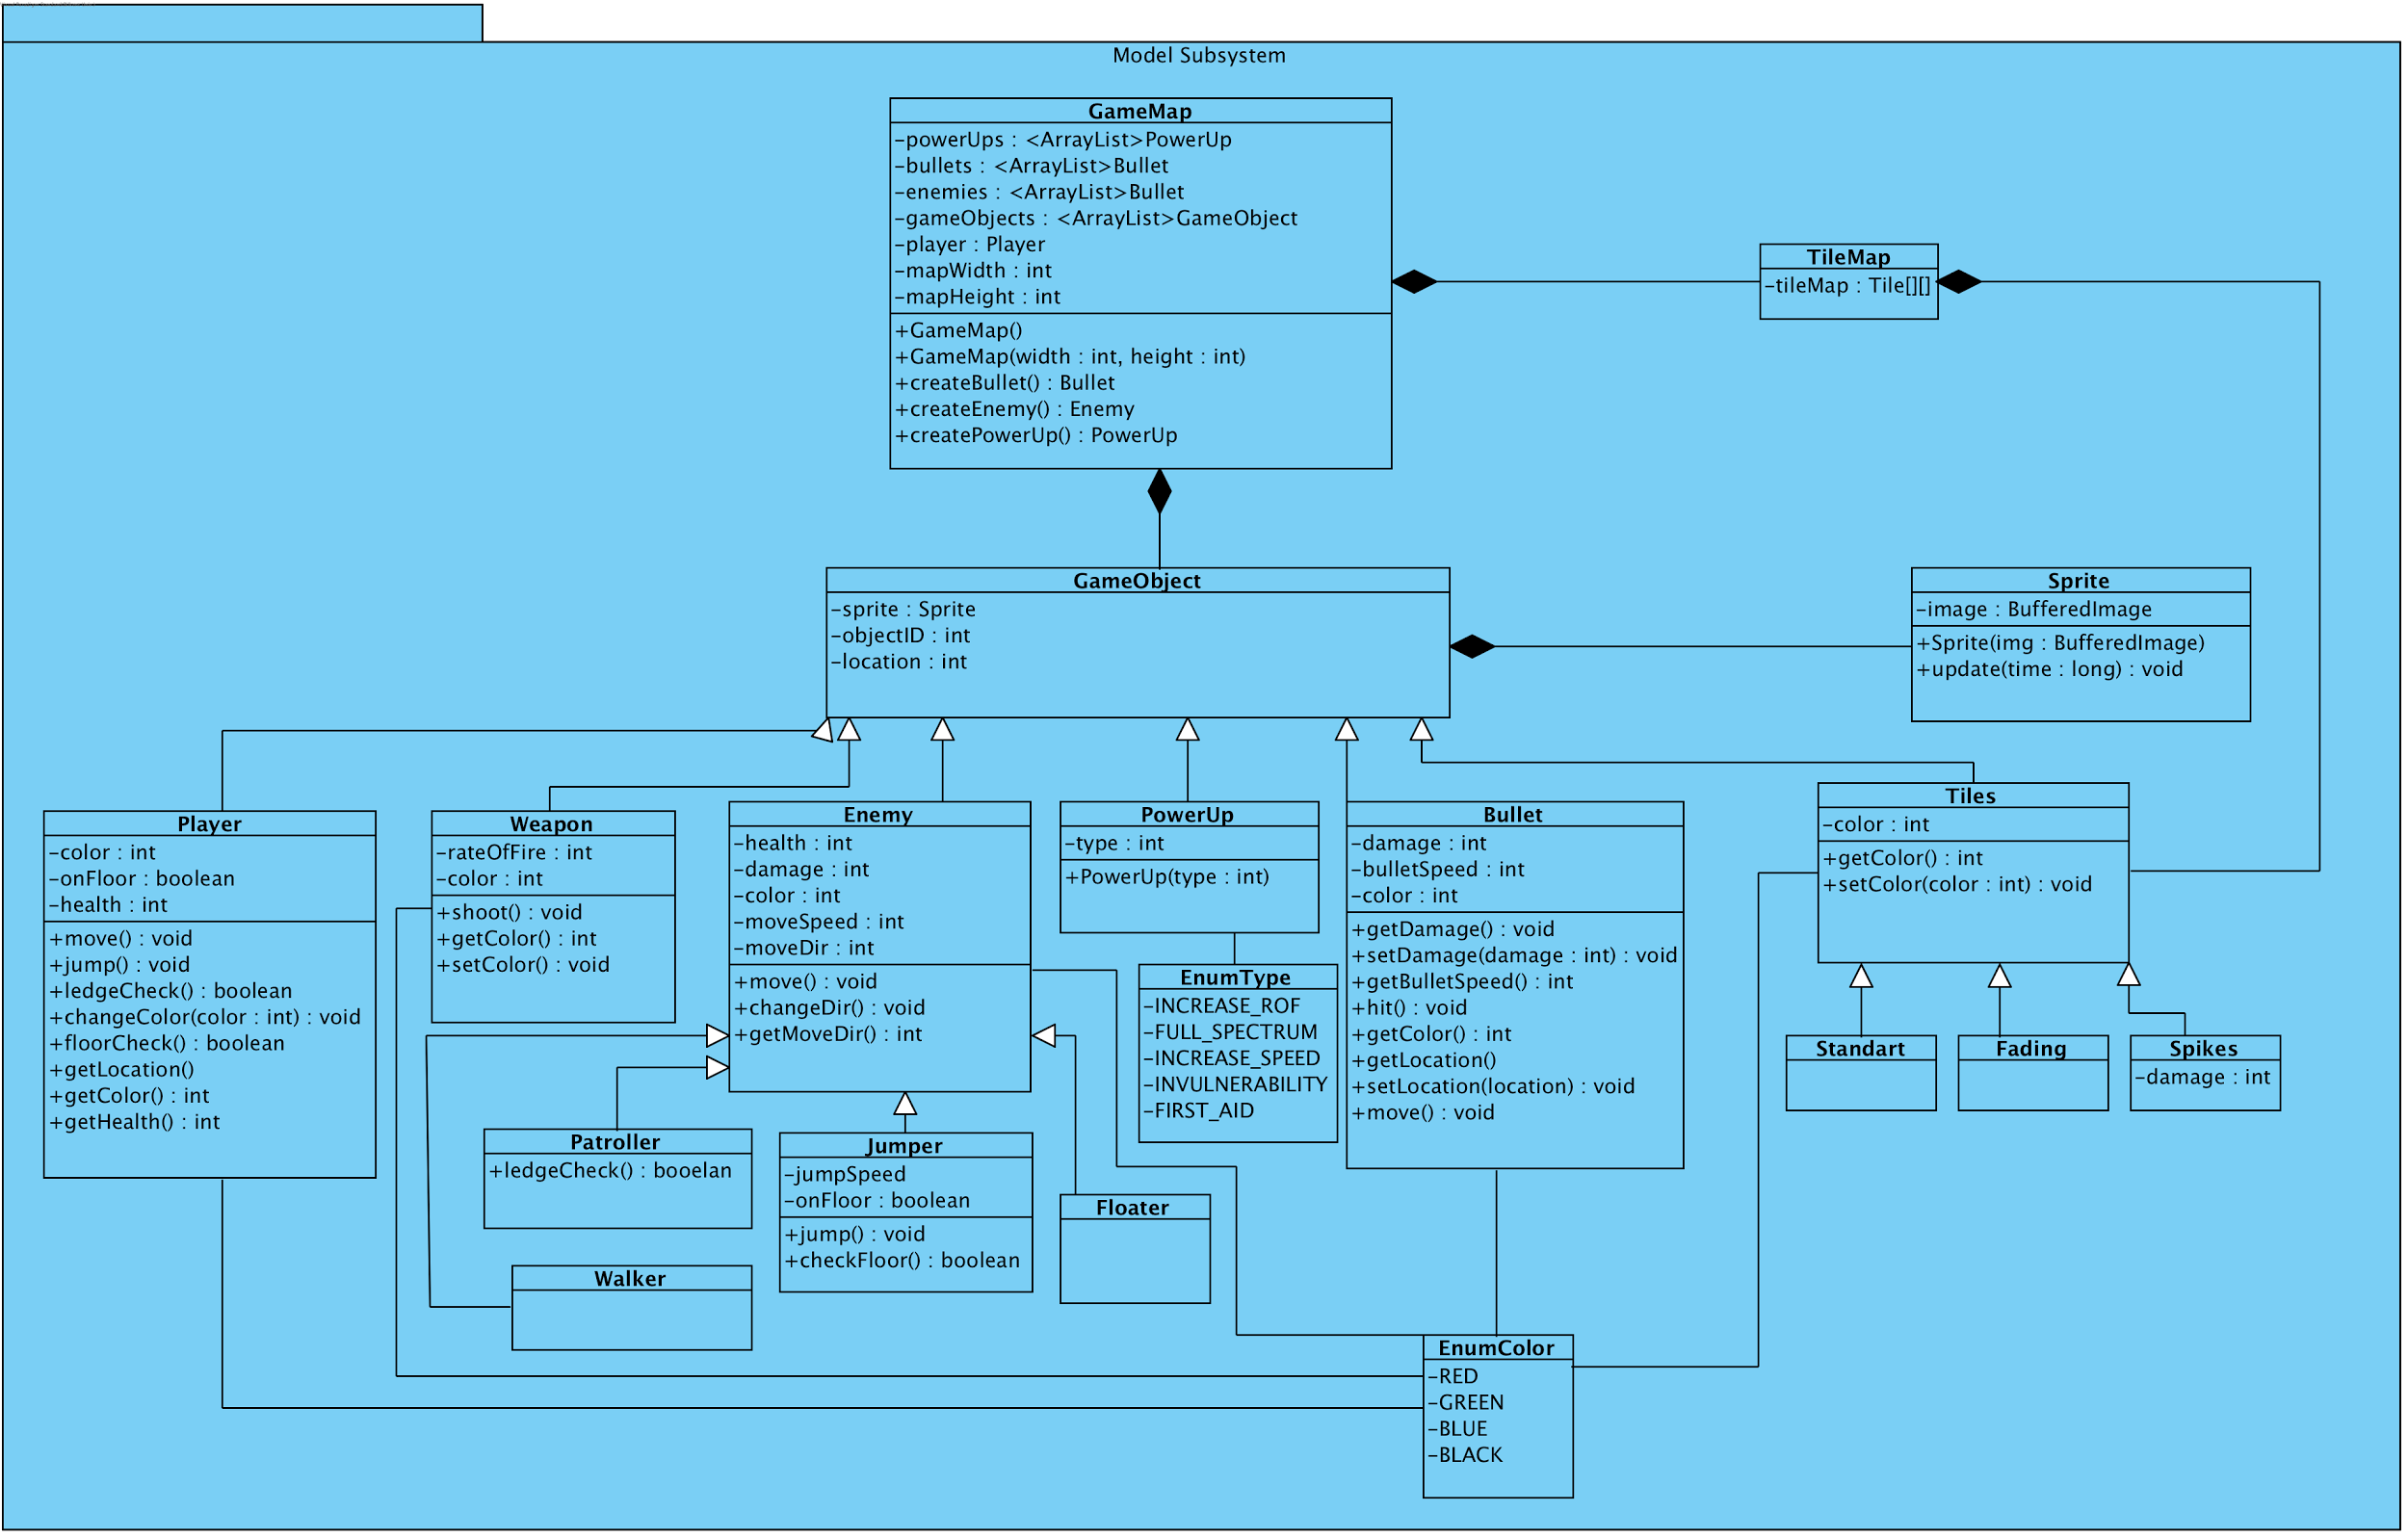 Model Subsystem
GameMap
-powerUps : <ArrayList>PowerUp
-bullets : <ArrayList>Bullet
-enemies : <ArrayList>Bullet
-gameObjects : <ArrayList>GameObject
-player : Player
-mapWidth : int
-mapHeight : int
+GameMap()
+GameMap(width : int, height : int)
+createBullet() : Bullet
+createEnemy() : Enemy
+createPowerUp() : PowerUp
TileMap
-tileMap : Tile[][]
GameObject
-sprite : Sprite
-objectID : int
-location : int
Sprite
-image : BufferedImage
+Sprite(img : BufferedImage)
+update(time : long) : void
Player
-color : int
-onFloor : boolean
-health : int
+move() : void
+jump() : void
+ledgeCheck() : boolean
+changeColor(color : int) : void
+floorCheck() : boolean
+getLocation()
+getColor() : int
+getHealth() : int
Weapon
-rateOfFire : int
-color : int
+shoot() : void
+getColor() : int
+setColor() : void
Enemy
-health : int
-damage : int
-color : int
-moveSpeed : int
-moveDir : int
+move() : void
+changeDir() : void
+getMoveDir() : int
PowerUp
-type : int
+PowerUp(type : int)
Bullet
-damage : int
-bulletSpeed : int
-color : int
+getDamage() : void
+setDamage(damage : int) : void
+getBulletSpeed() : int
+hit() : void
+getColor() : int
+getLocation()
+setLocation(location) : void
+move() : void
Tiles
-color : int
+getColor() : int
+setColor(color : int) : void
EnumType
-INCREASE_ROF
-FULL_SPECTRUM
-INCREASE_SPEED
-INVULNERABILITY
-FIRST_AID
Standart
Fading
Spikes
-damage : int
Patroller
+ledgeCheck() : booelan
Jumper
-jumpSpeed
-onFloor : boolean
+jump() : void
+checkFloor() : boolean
Floater
Walker
EnumColor
-RED
-GREEN
-BLUE
-BLACK